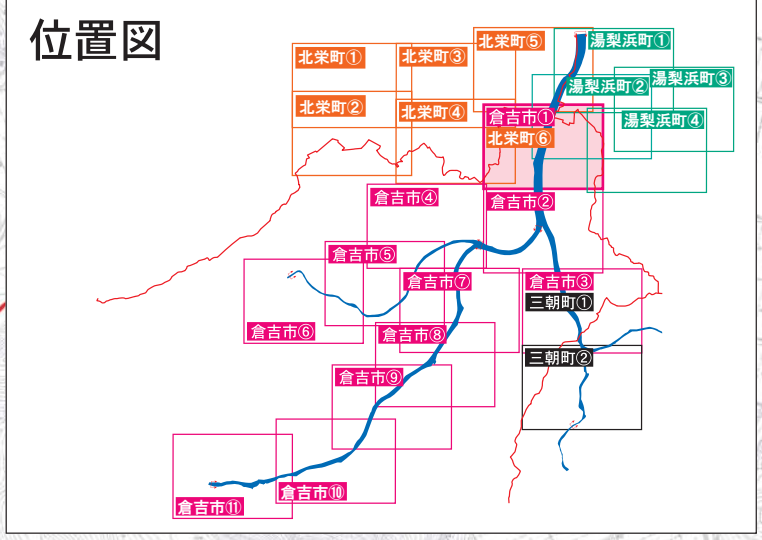 位置図
北栄町⑤
湯梨浜町①
北栄町①
北栄町③
湯梨浜町②
湯梨浜町③
北栄町②
北栄町④
倉吉市①
湯梨浜町④
北栄町⑥
倉吉市④
倉吉市②
倉吉市⑤
倉吉市⑦
倉吉市③
三朝町①
倉吉市⑥
倉吉市⑧
三朝町②
倉吉市⑨
倉吉市⑩
倉吉市⑪